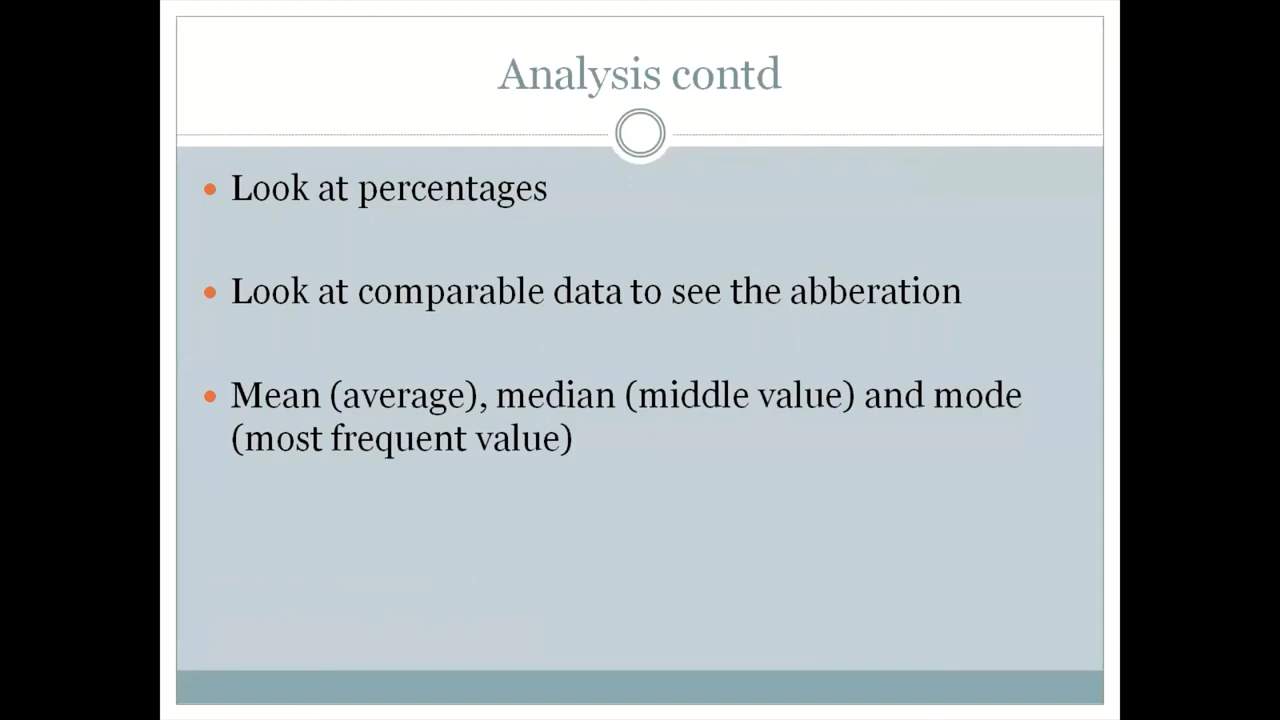 Analysis contd
• Look at percentages
• Look at comparable data to see the abberation
• Mean (average), median (middle value) and mode
(most frequent value)